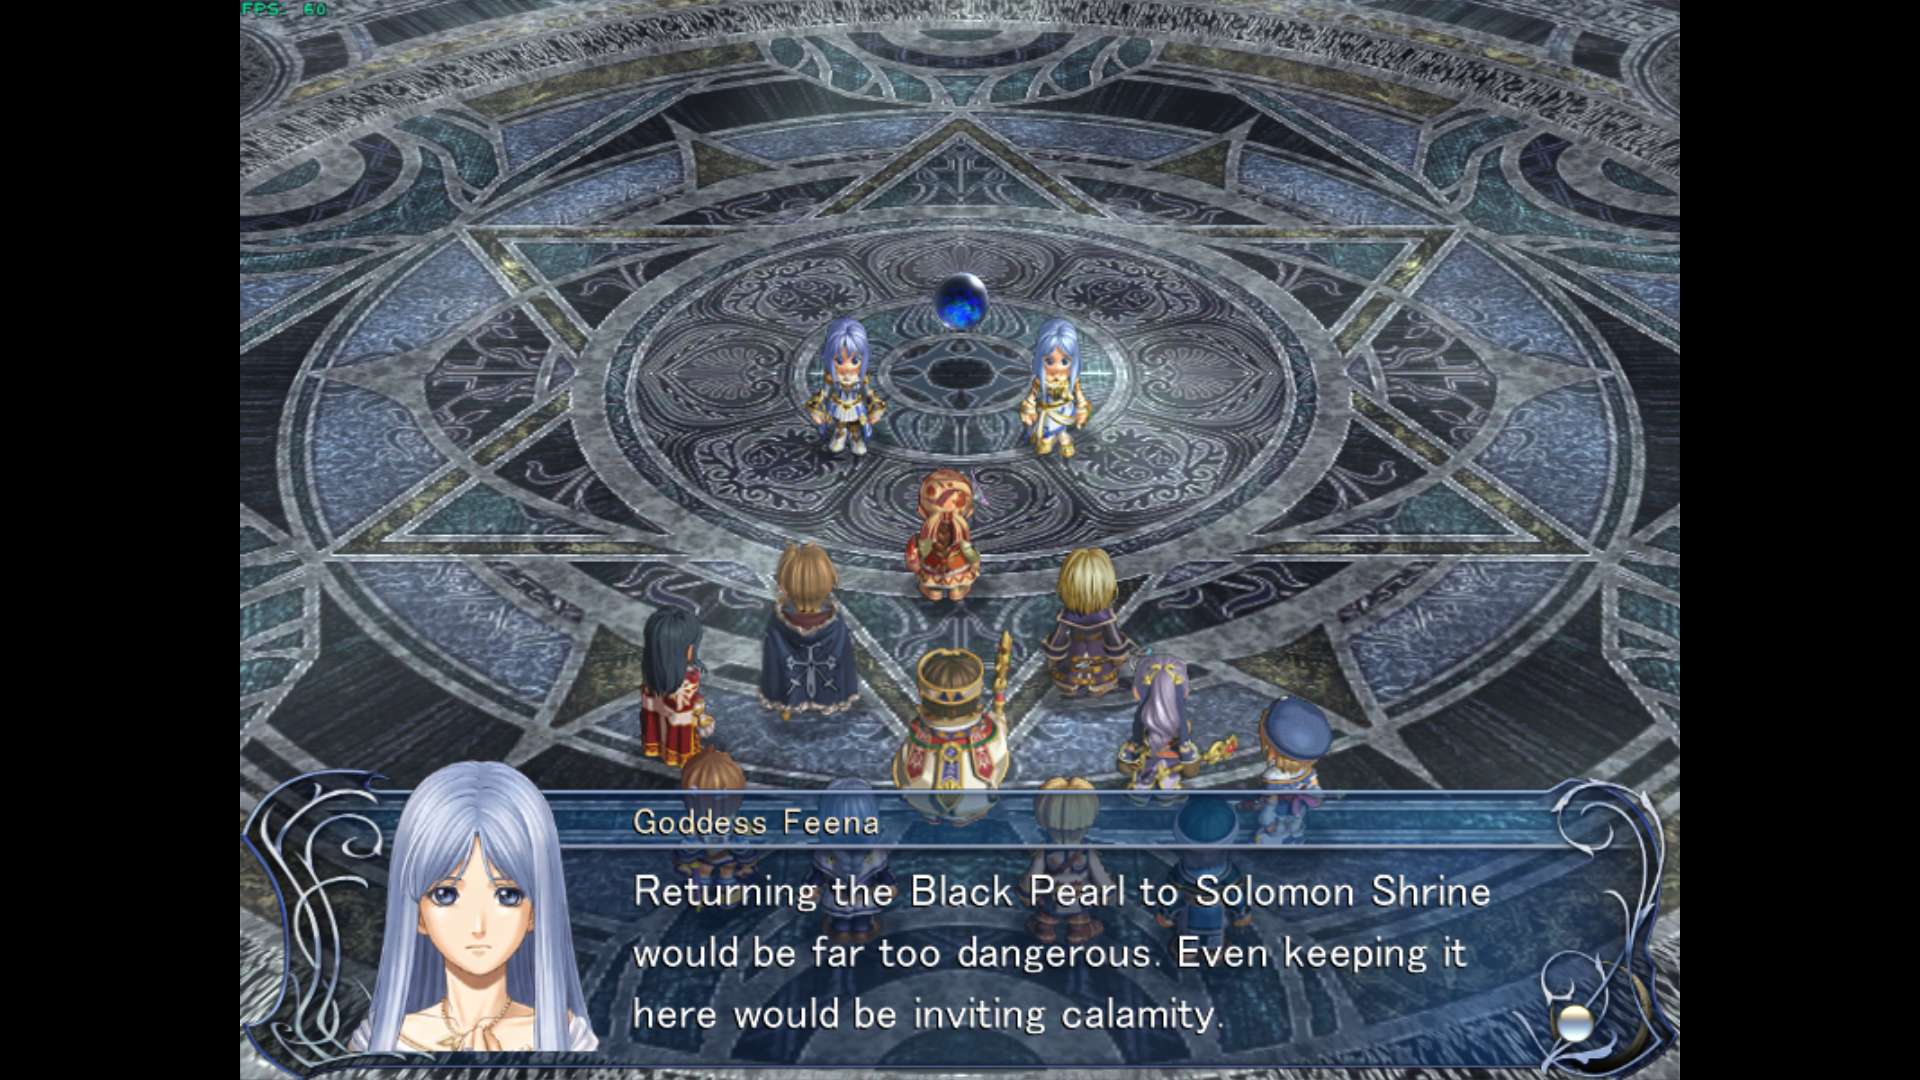 FPS- 60
Goddess Feena
Returning the Black Pearl to Solomon Shrine
would be far too dangerous. Even keeping it
here would be inviting calamity.